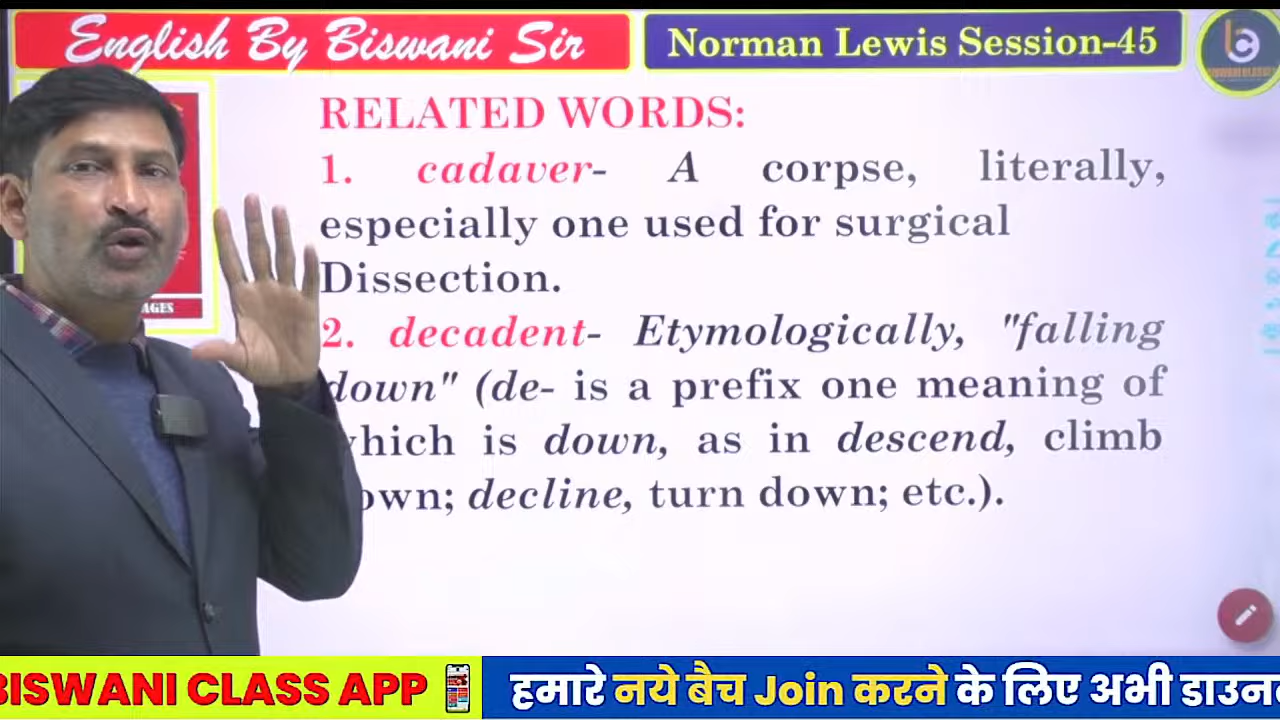 English By Biswani Sir
Norman Lewis Session-45
RELATED WORDS:
1. cadaver- A corpse, literally,
especially one used for surgical
Dissection.
2. decadent- Etymologically, "falling
down" (de- is a prefix one meaning of
which is down, as in descend, climb
down; decline, turn down; etc.).
BISWANI CLASS APP
हमारे नये बैच Join करने के लिए अभी डाउन